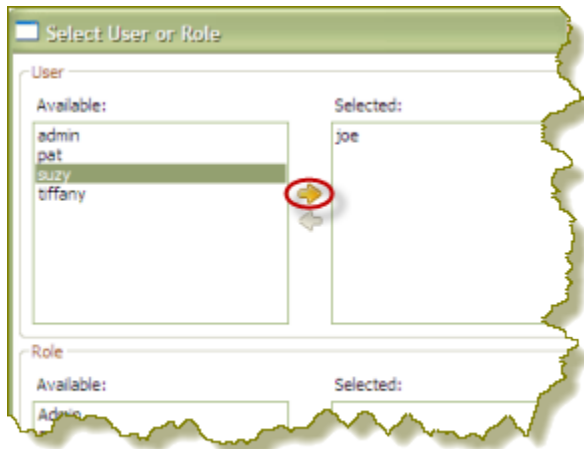 Select User or Role
User
Available:
Selected:
admin
pat
suzy
tiffany
joe
Role
Available:
Selected:
Admin